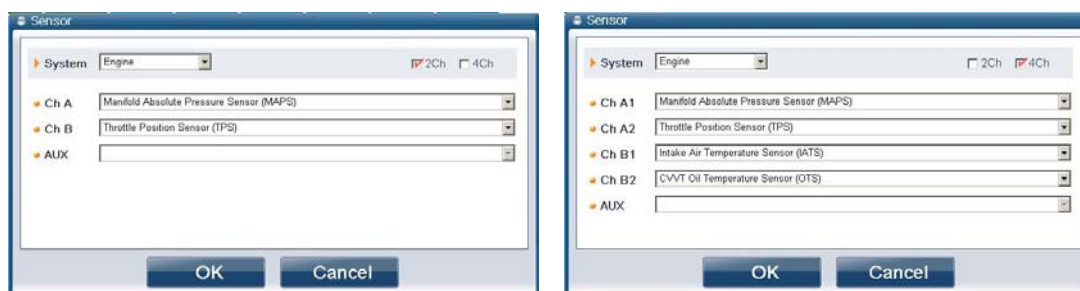 Sensor
System Engine 2Ch 4Ch
Ch A Manifold Absolute Pressure Sensor (MAPS)
Ch B Throttle Position Sensor (TPS)
AUX
OK Cancel
Sensor
System Engine 2Ch 4Ch
Ch A1 Manifold Absolute Pressure Sensor (MAPS)
Ch A2 Throttle Position Sensor (TPS)
Ch B1 Intake Air Temperature Sensor (IATS)
Ch B2 CVVT Oil Temperature Sensor (OTS)
AUX
OK Cancel